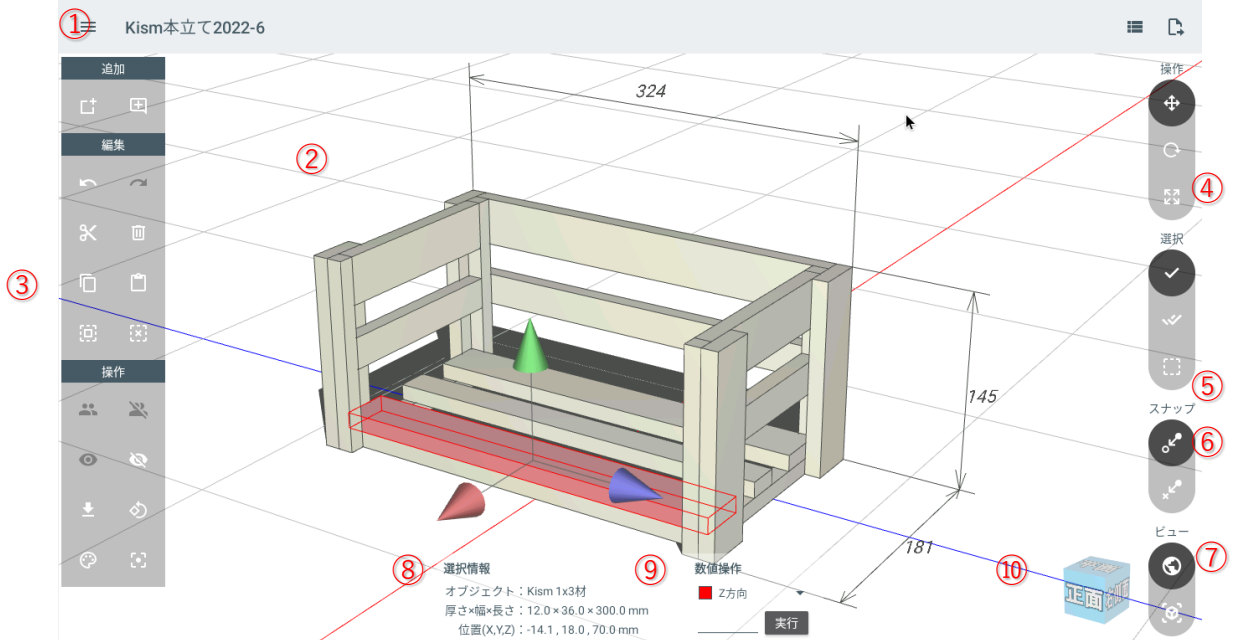 ① Kism本立て2022-6
追加
編集
操作
②
③
324
145
181
操作
④
選択
⑤
スナップ
⑥
ビュー
⑦
⑧ 選択情報
オブジェクト：Kism 1x3材
厚さ×幅×長さ：12.0 × 36.0 × 300.0 mm
位置(X,Y,Z)：-14.1 , 18.0 , 70.0 mm
⑨ 数値操作
Z方向
実行
⑩
正面